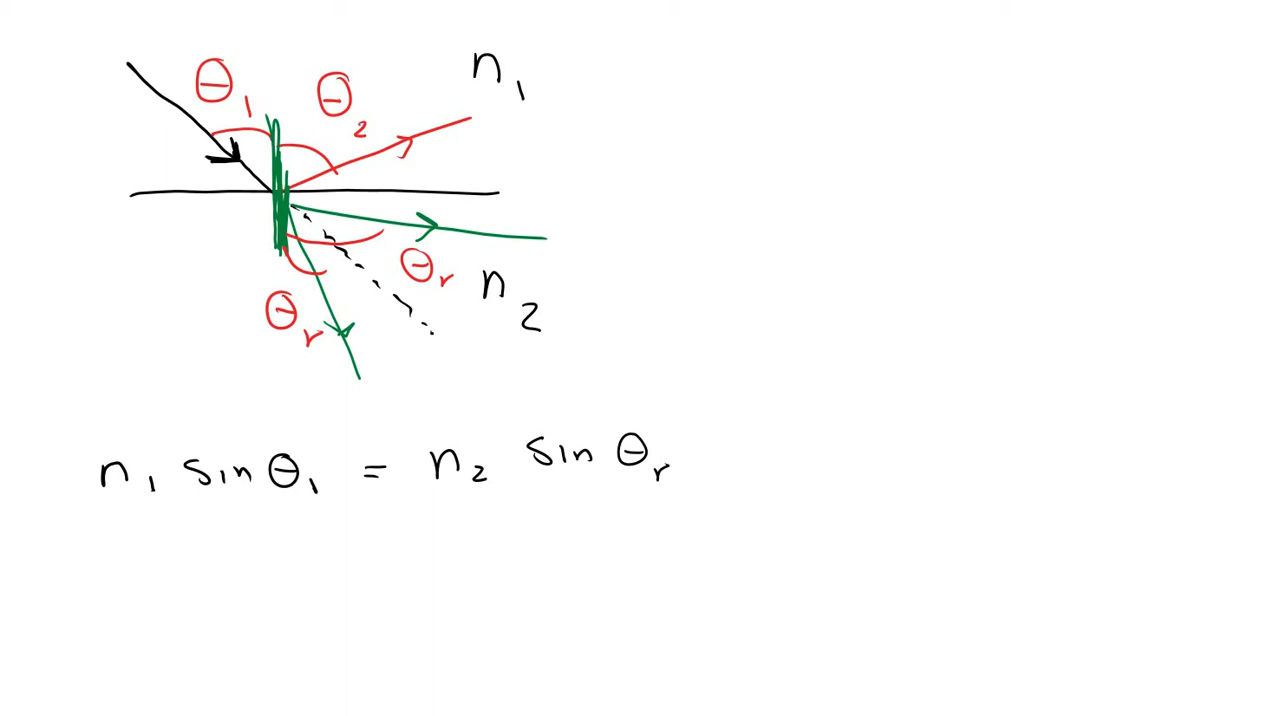 n₁
θ₁ θ₂
θᵣ
n₂
θᵣ
n₁ sin θ₁ = n₂ sin θᵣ